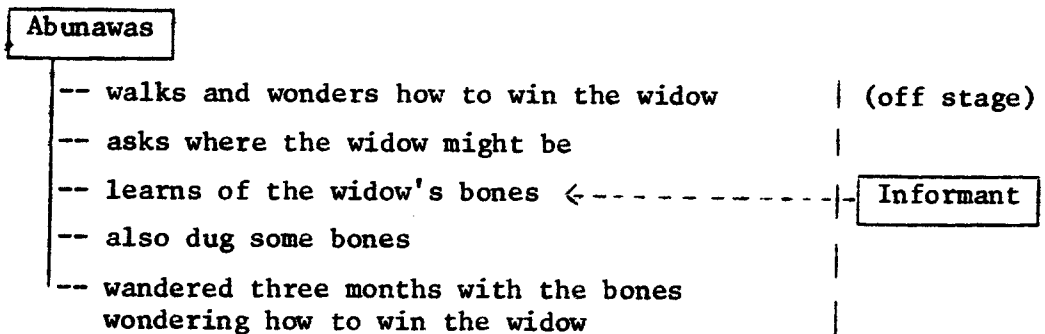 Abunawas
-- walks and wonders how to win the widow (off stage)
-- asks where the widow might be
-- learns of the widow's bones <- - - - - - - - - - - Informant
-- also dug some bones
-- wandered three months with the bones
wondering how to win the widow